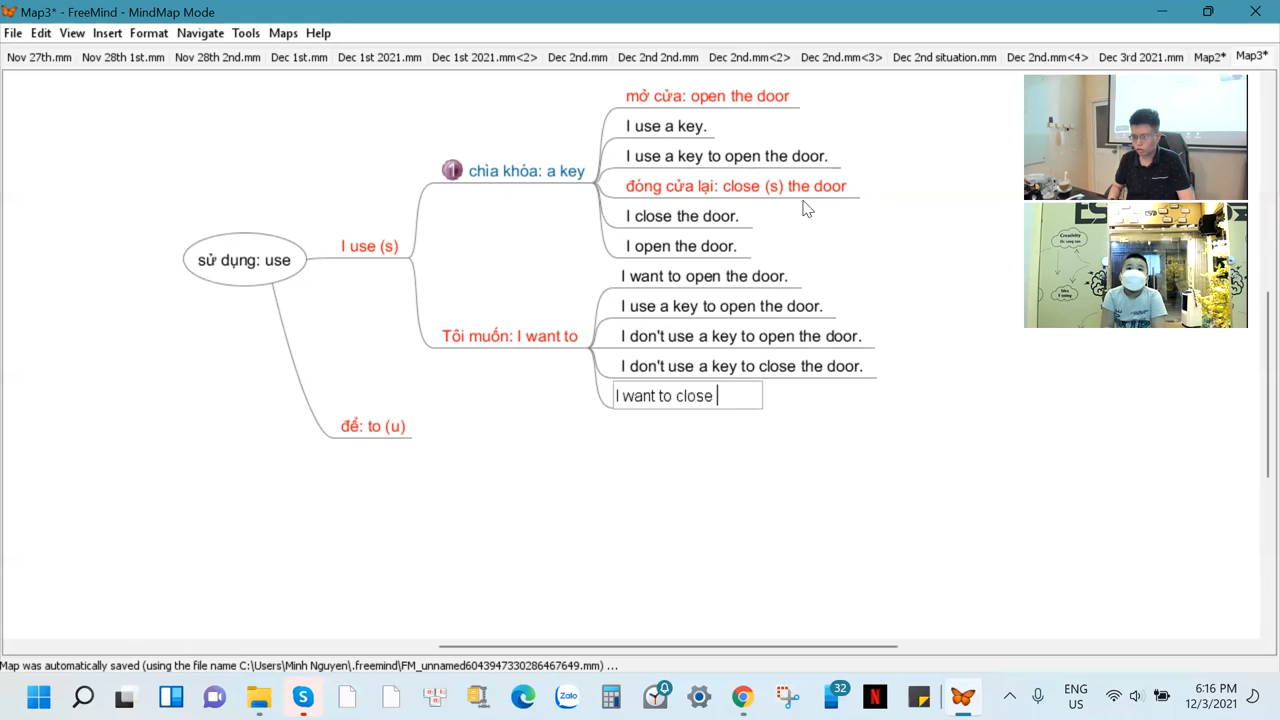 Map3* - FreeMind - MindMap Mode
File Edit View Insert Format Navigate Tools Maps Help
Nov 27th.mm Nov 28th 1st.mm Nov 28th 2nd.mm Dec 1st.mm Dec 1st 2021.mm Dec 1st 2021.mm<2> Dec 2nd.mm Dec 2nd 2nd.mm Dec 2nd.mm<2> Dec 2nd.mm<3> Dec 2nd situation.mm Dec 2nd.mm<4> Dec 3rd 2021.mm Map2* Map3*
sử dụng: use
I use (s)
1 chìa khóa: a key
mở cửa: open the door
I use a key.
I use a key to open the door.
đóng cửa lại: close (s) the door
I close the door.
I open the door.
Tôi muốn: I want to
I want to open the door.
I use a key to open the door.
I don't use a key to open the door.
I don't use a key to close the door.
I want to close
để: to (u)
Creativity
Map was automatically saved (using the file name C:\Users\Minh Nguyen\.freemind\FM_unnamed6043947330286467649.mm) ...
S
Zalo
32
N
ENG
US
6:16 PM
12/3/2021